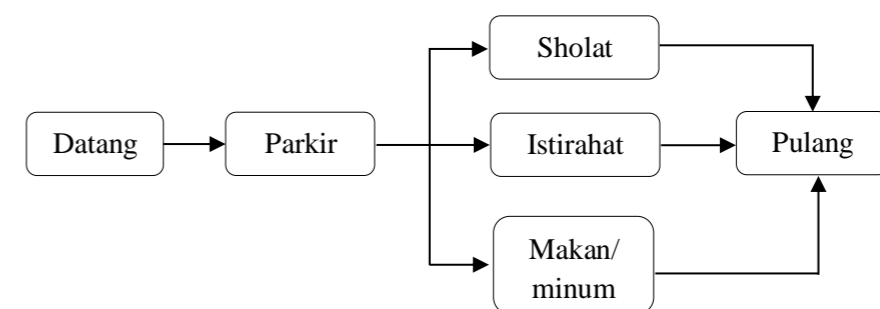 Sholat
Datang
Parkir
Istirahat
Pulang
Makan/
minum